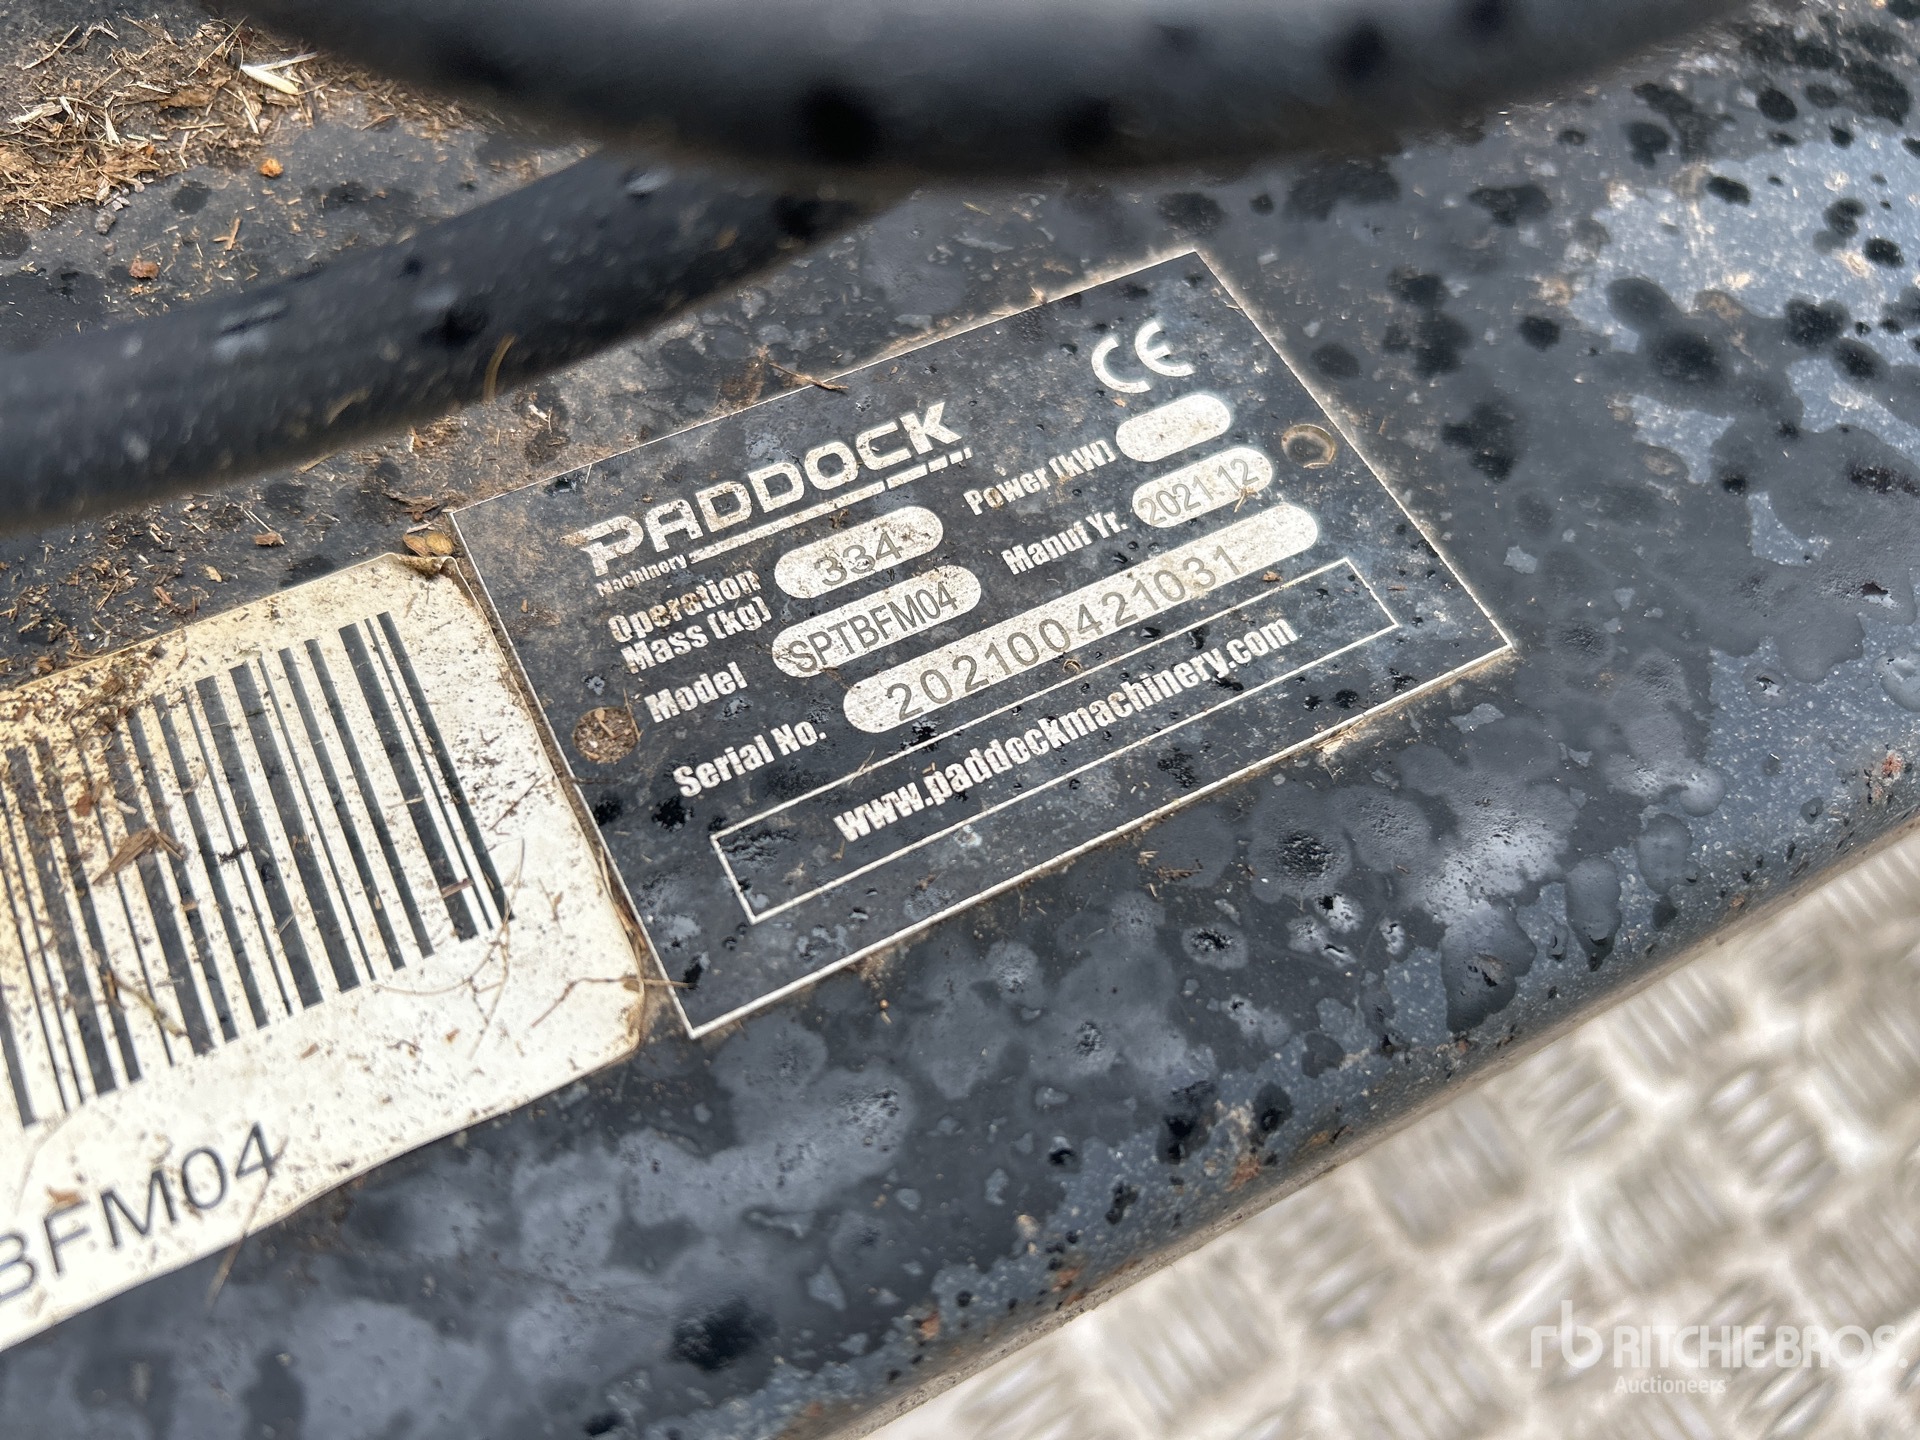 CE
PADDOCK
Machinery
Operation Mass (kg) 334
Power (kW)
Model SPTBFM04
Manuf Yr. 2021.12
Serial No. 202100421031
www.paddockmachinery.com
BFM04
rb RITCHIE BROS.
Auctioneers